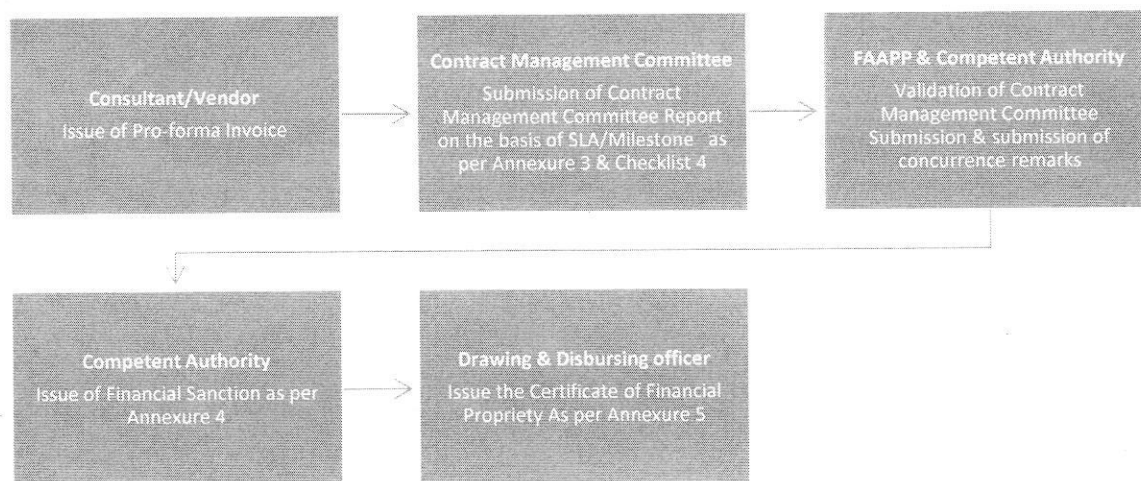 Consultant/Vendor
Issue of Pro-forma Invoice
Contract Management Committee
Submission of Contract
Management Committee Report
on the basis of SLA/Milestone as
per Annexure 3 & Checklist 4
FAAPP & Competent Authority
Validation of Contract
Management Committee
Submission & submission of
concurrence remarks
Competent Authority
Issue of Financial Sanction as per
Annexure 4
Drawing & Disbursing officer
Issue the Certificate of Financial
Propriety As per Annexure 5